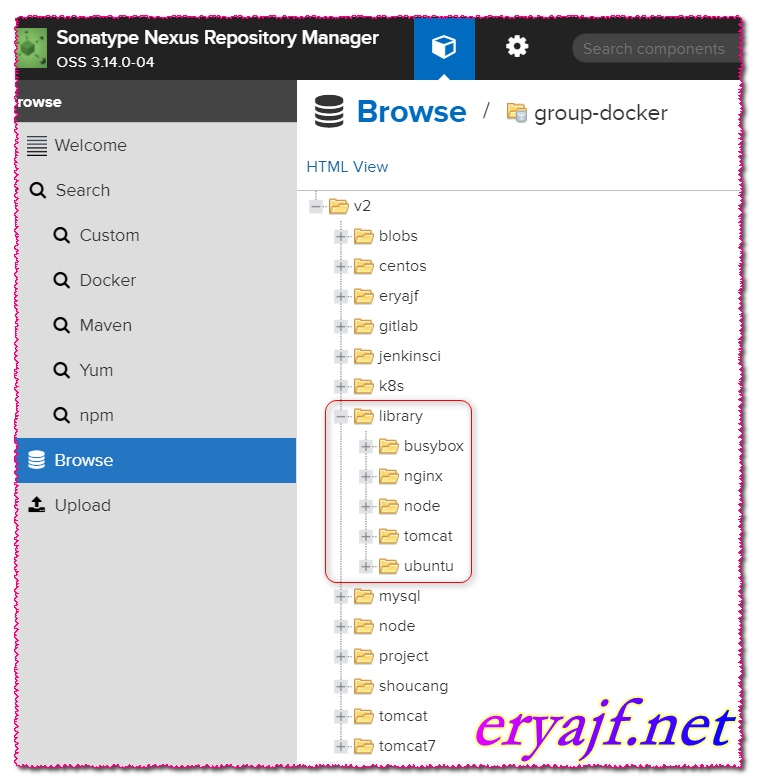 Sonatype Nexus Repository Manager
OSS 3.14.0-04
Search components
rowse
Browse / group-docker
Welcome
HTML View
Search
Custom
Docker
Maven
Yum
npm
Browse
Upload
v2
blobs
centos
eryajf
gitlab
jenkinsci
k8s
library
busybox
nginx
node
tomcat
ubuntu
mysql
node
project
shoucang
tomcat
tomcat7
eryajf.net